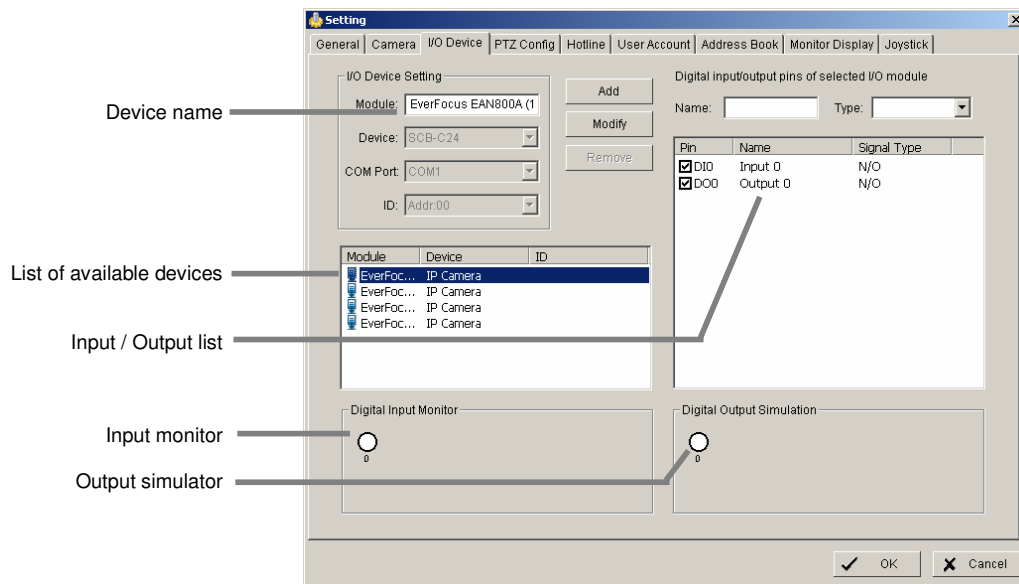 Setting
General Camera I/O Device PTZ Config Hotline User Account Address Book Monitor Display Joystick
I/O Device Setting
Module: EverFocus EAN800A (1
Device: SCB-C24
COM Port: COM1
ID: Addr:00
Add
Modify
Remove
Digital input/output pins of selected I/O module
Name: Type:
Pin Name Signal Type
DI0 Input 0 N/O
DO0 Output 0 N/O
Module Device ID
EverFoc... IP Camera
EverFoc... IP Camera
EverFoc... IP Camera
EverFoc... IP Camera
Digital Input Monitor
0
Digital Output Simulation
0
OK Cancel
Device name
List of available devices
Input / Output list
Input monitor
Output simulator